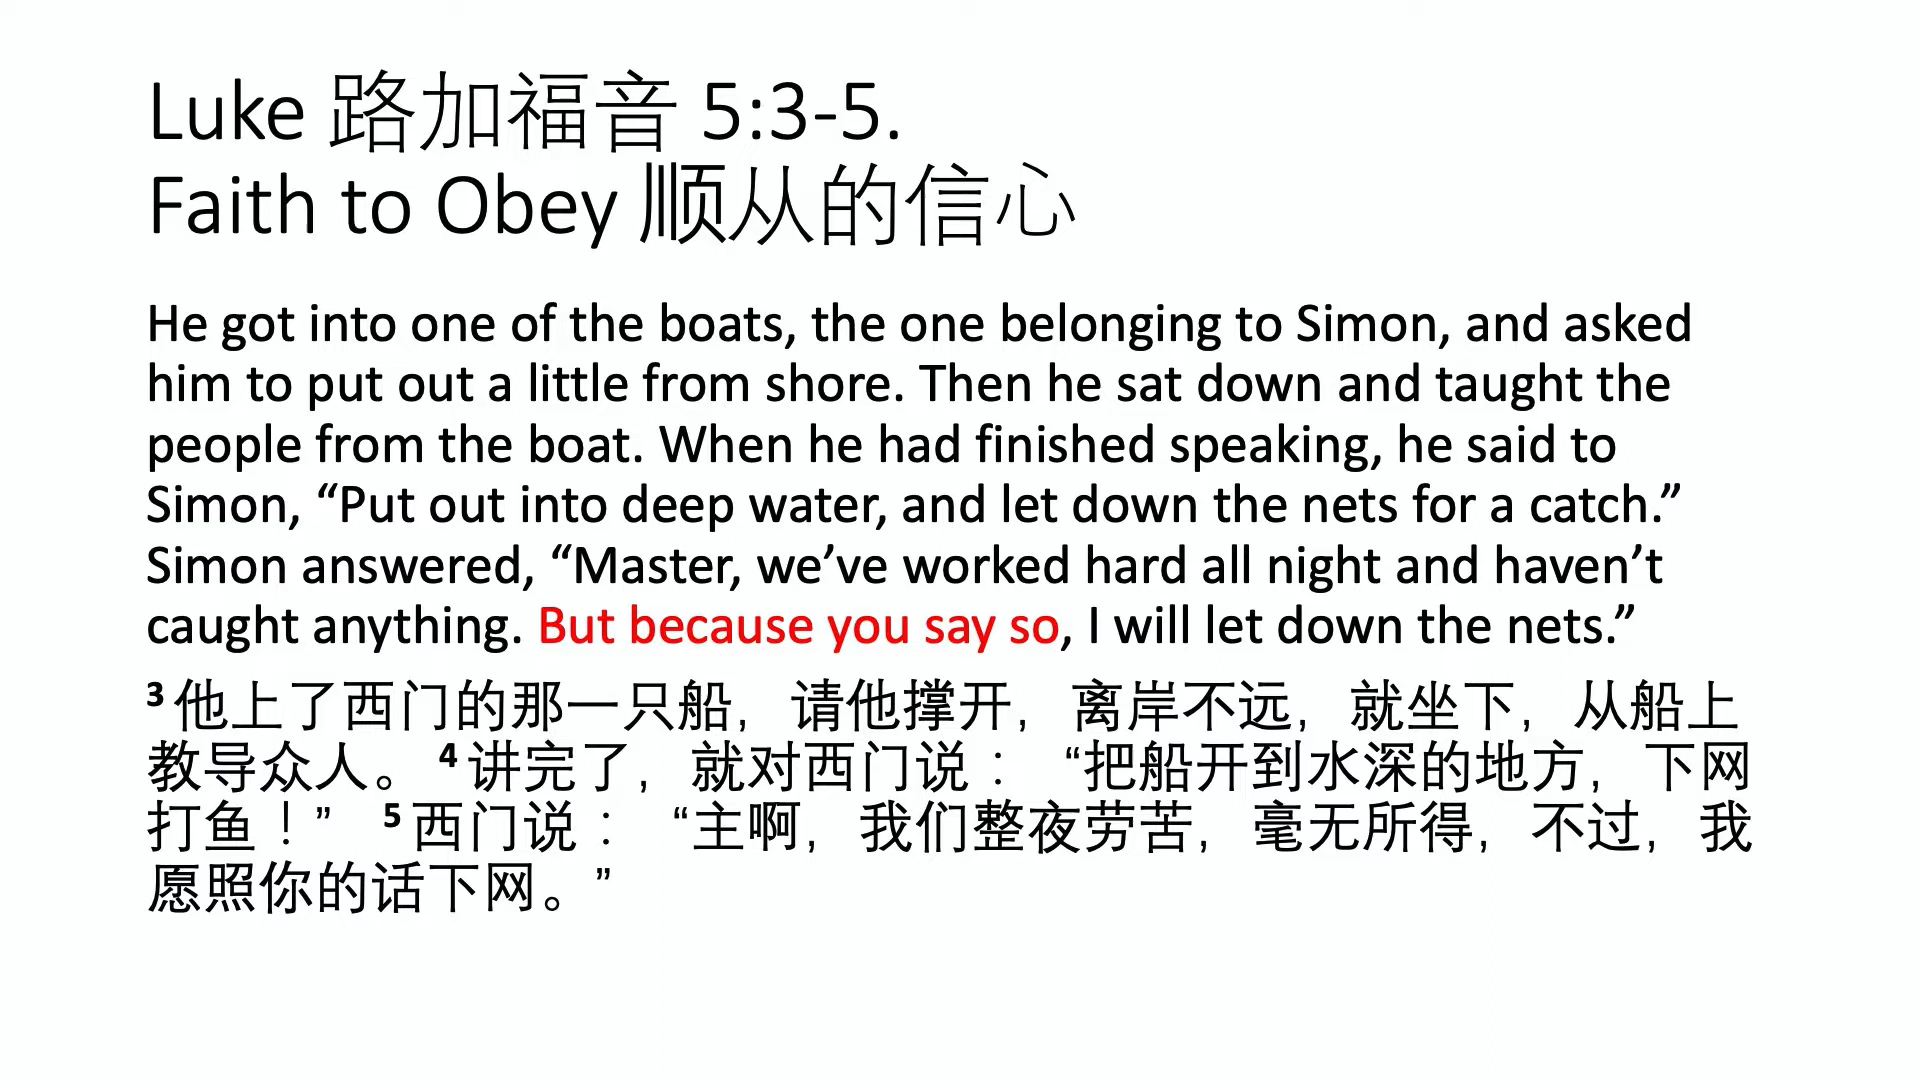 Luke 路加福音 5:3-5.
Faith to Obey 顺从的信心
He got into one of the boats, the one belonging to Simon, and asked
him to put out a little from shore. Then he sat down and taught the
people from the boat. When he had finished speaking, he said to
Simon, “Put out into deep water, and let down the nets for a catch.”
Simon answered, “Master, we’ve worked hard all night and haven’t
caught anything. But because you say so, I will let down the nets.”
3 他上了西门的那一只船，请他撑开，离岸不远，就坐下，从船上
教导众人。 4 讲完了，就对西门说：“把船开到水深的地方，下网
打鱼！” 5 西门说：“主啊，我们整夜劳苦，毫无所得，不过，我
愿照你的话下网。”